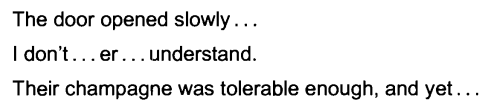 The door opened slowly . . .
I don't . . . er . . . understand.
Their champagne was tolerable enough, and yet . . .